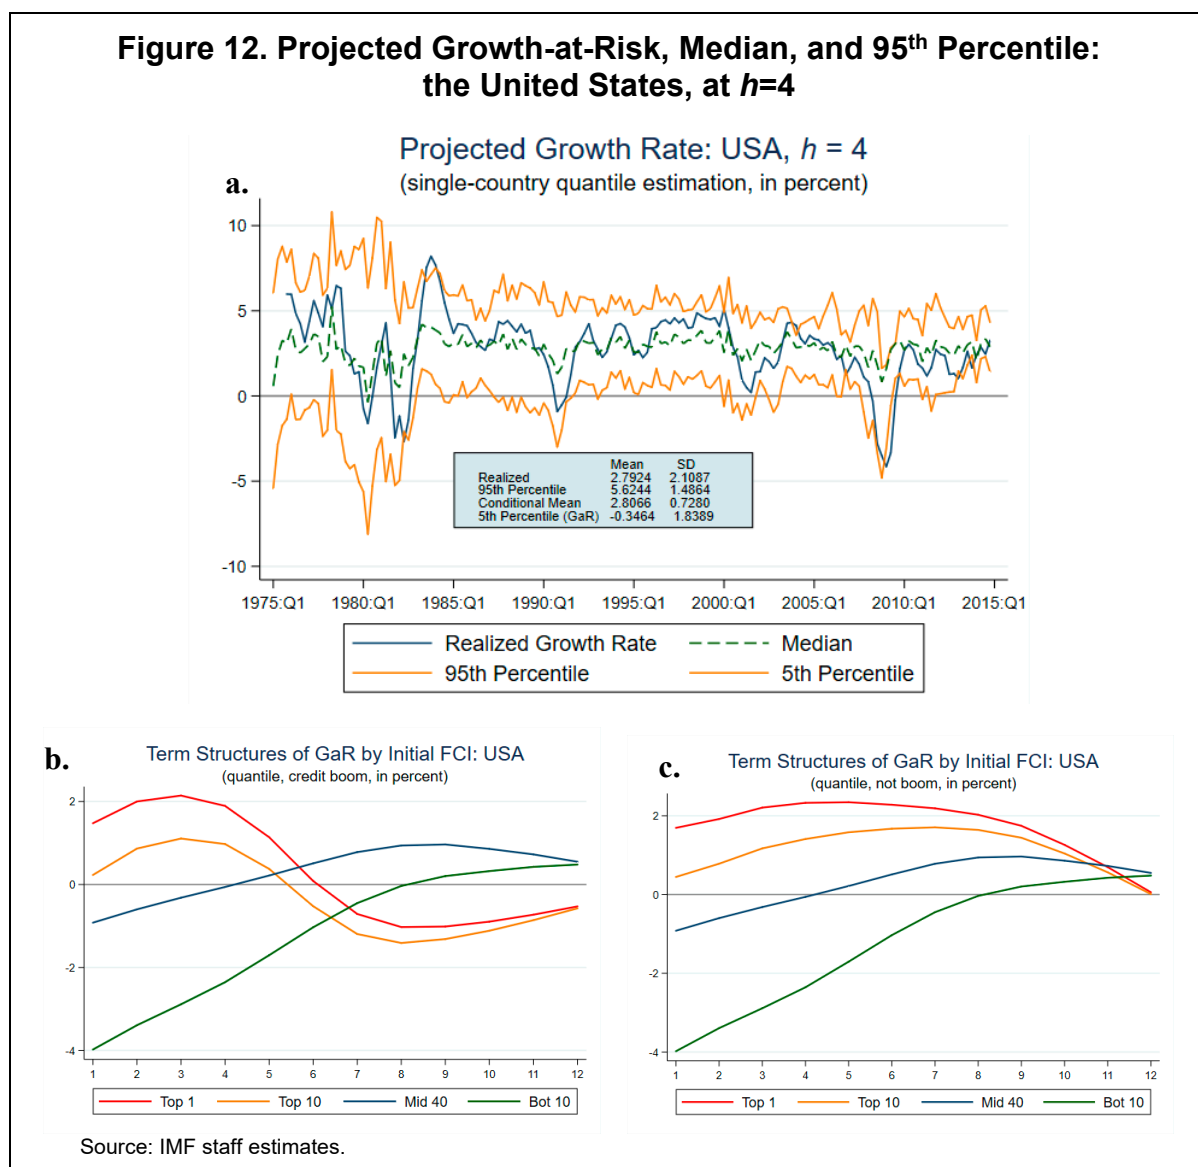 Figure 12. Projected Growth-at-Risk, Median, and 95th Percentile:
the United States, at h=4
a.
Projected Growth Rate: USA, h = 4
(single-country quantile estimation, in percent)
10
5
0
-5
-10
Mean SD
Realized 2.7924 2.1087
95th Percentile 5.6244 1.4864
Conditional Mean 2.8066 0.7280
5th Percentile (GaR) -0.3464 1.8389
1975:Q1 1980:Q1 1985:Q1 1990:Q1 1995:Q1 2000:Q1 2005:Q1 2010:Q1 2015:Q1
Realized Growth Rate Median
95th Percentile 5th Percentile
b.
Term Structures of GaR by Initial FCI: USA
(quantile, credit boom, in percent)
2
0
-2
-4
1 2 3 4 5 6 7 8 9 10 11 12
Top 1 Top 10 Mid 40 Bot 10
c.
Term Structures of GaR by Initial FCI: USA
(quantile, not boom, in percent)
2
0
-2
-4
1 2 3 4 5 6 7 8 9 10 11 12
Top 1 Top 10 Mid 40 Bot 10
Source: IMF staff estimates.